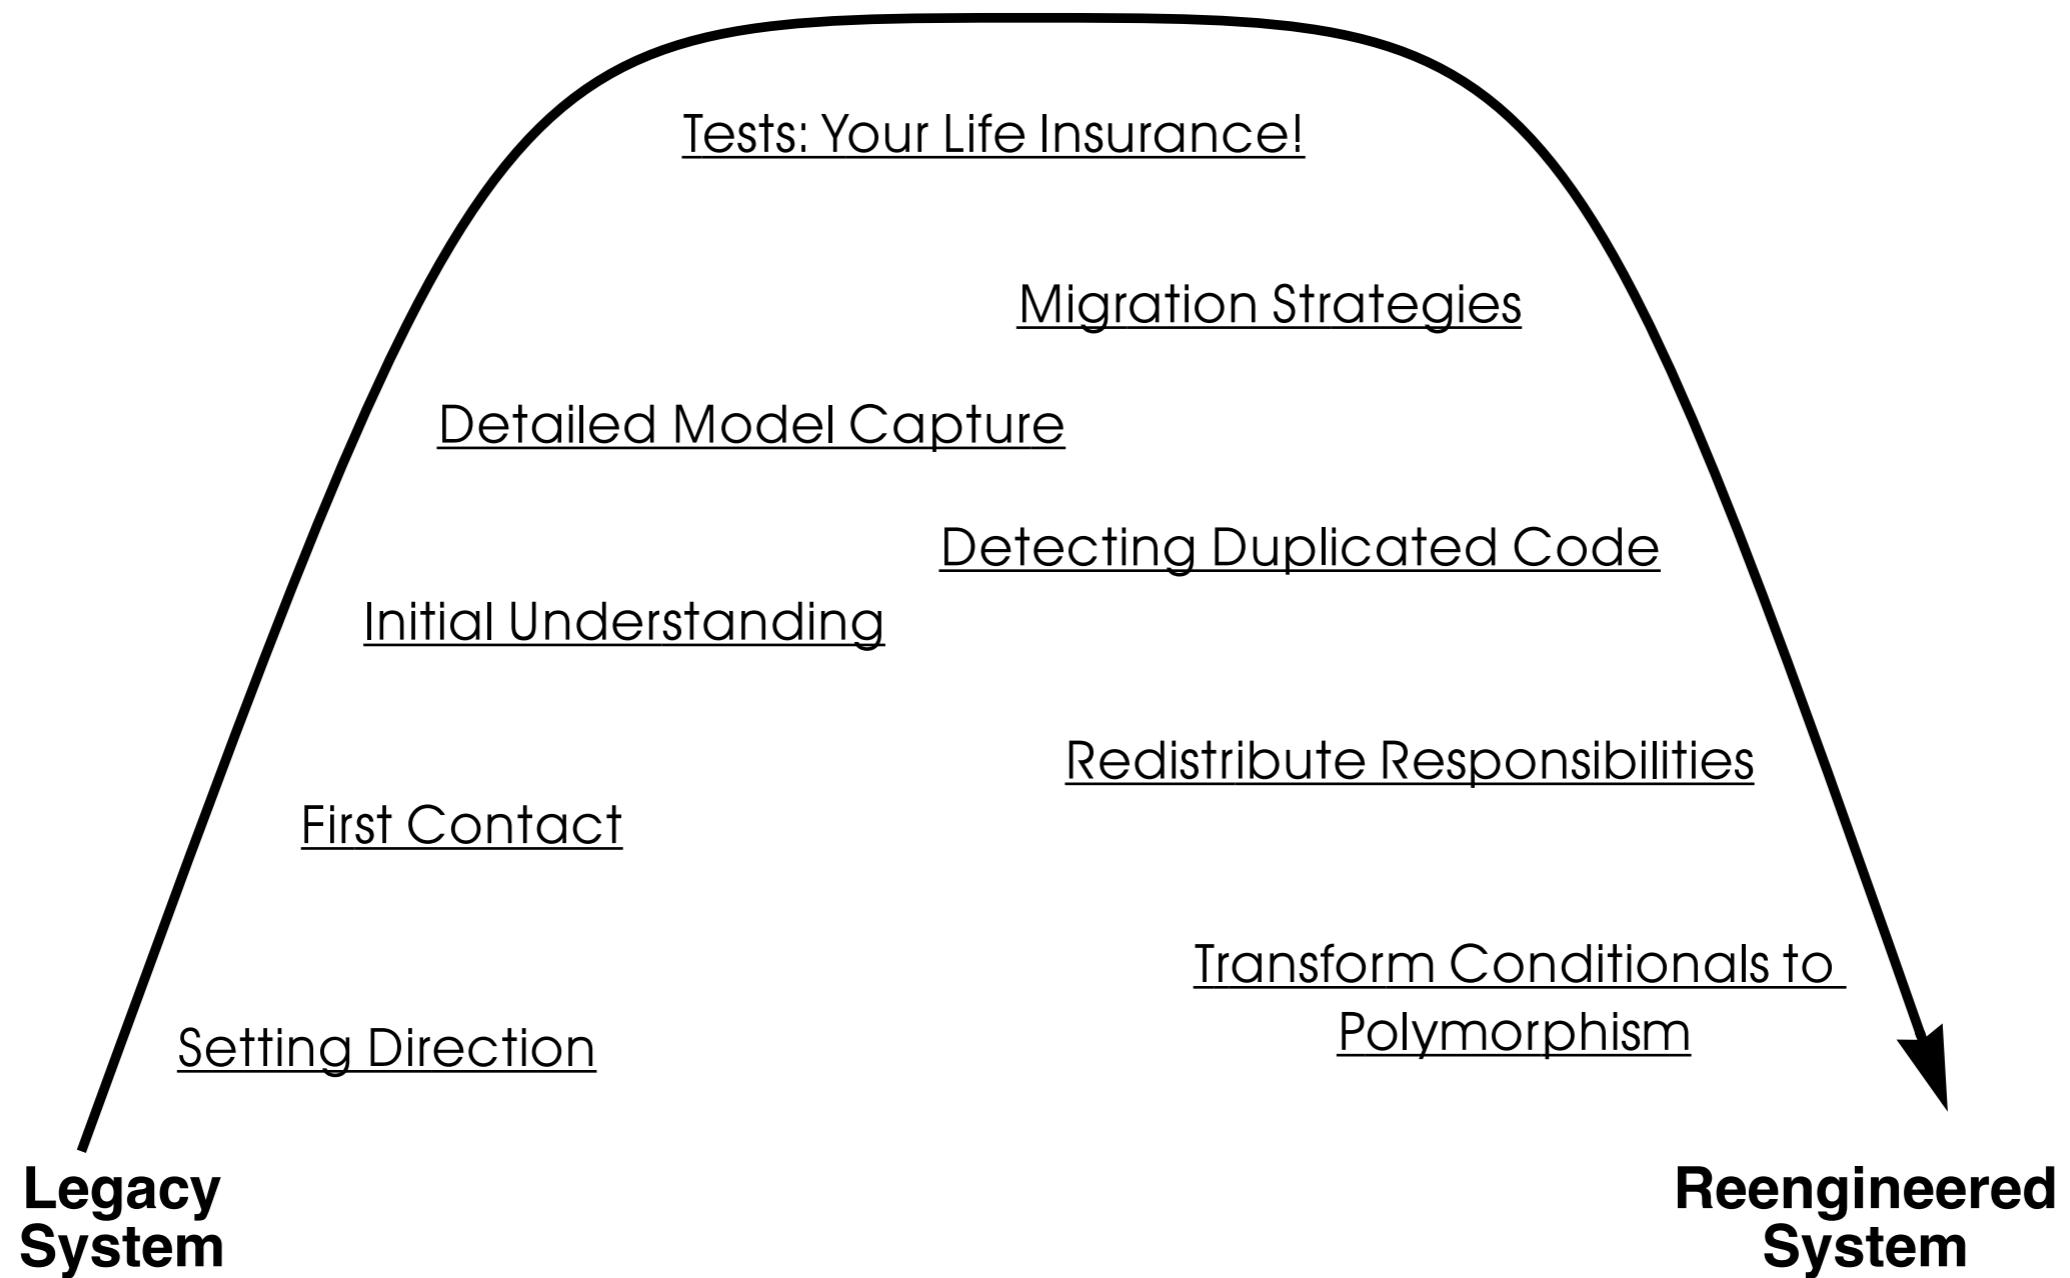 Tests: Your Life Insurance!
Migration Strategies
Detailed Model Capture
Detecting Duplicated Code
Initial Understanding
Redistribute Responsibilities
First Contact
Transform Conditionals to
Polymorphism
Setting Direction
Legacy
System
Reengineered
System